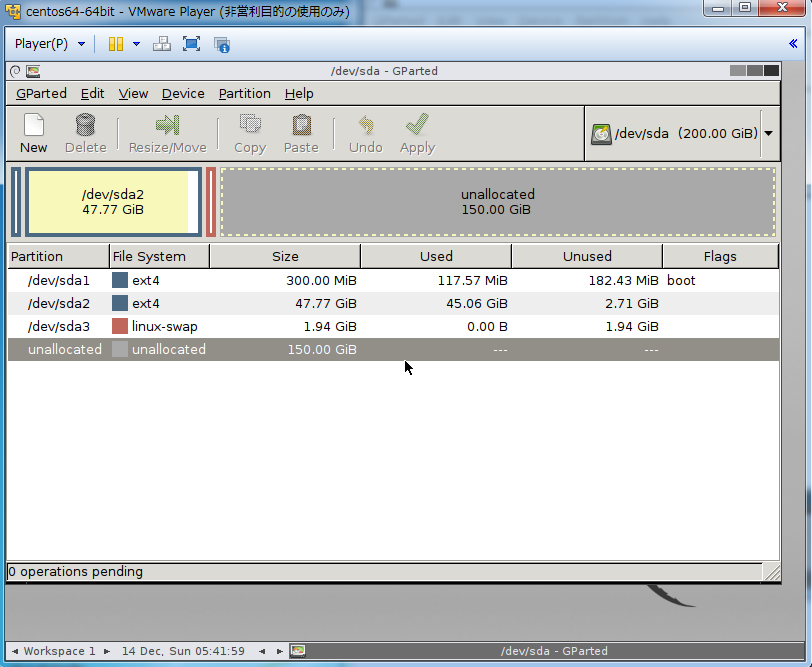 centos64-64bit - VMware Player (非営利目的の使用のみ)
Player(P)
/dev/sda - GParted
GParted Edit View Device Partition Help
New Delete Resize/Move Copy Paste Undo Apply /dev/sda (200.00 GiB)
/dev/sda2
47.77 GiB
unallocated
150.00 GiB
Partition File System Size Used Unused Flags
/dev/sda1 ext4 300.00 MiB 117.57 MiB 182.43 MiB boot
/dev/sda2 ext4 47.77 GiB 45.06 GiB 2.71 GiB
/dev/sda3 linux-swap 1.94 GiB 0.00 B 1.94 GiB
unallocated unallocated 150.00 GiB --- ---
0 operations pending
Workspace 1 14 Dec, Sun 05:41:59 /dev/sda - GParted